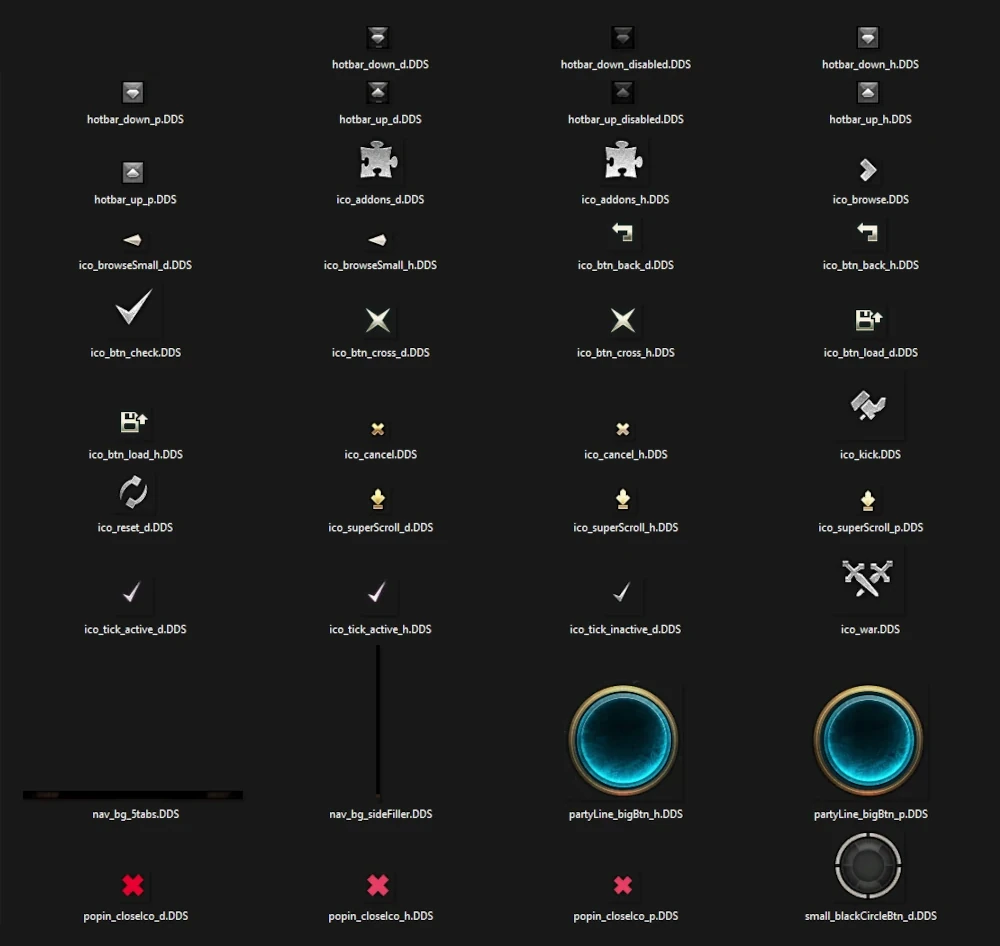 hotbar_down_d.DDS
hotbar_down_disabled.DDS
hotbar_down_h.DDS
hotbar_down_p.DDS
hotbar_up_d.DDS
hotbar_up_disabled.DDS
hotbar_up_h.DDS
hotbar_up_p.DDS
ico_addons_d.DDS
ico_addons_h.DDS
ico_browse.DDS
ico_browseSmall_d.DDS
ico_browseSmall_h.DDS
ico_btn_back_d.DDS
ico_btn_back_h.DDS
ico_btn_check.DDS
ico_btn_cross_d.DDS
ico_btn_cross_h.DDS
ico_btn_load_d.DDS
ico_btn_load_h.DDS
ico_cancel.DDS
ico_cancel_h.DDS
ico_kick.DDS
ico_reset_d.DDS
ico_superScroll_d.DDS
ico_superScroll_h.DDS
ico_superScroll_p.DDS
ico_tick_active_d.DDS
ico_tick_active_h.DDS
ico_tick_inactive_d.DDS
ico_war.DDS
nav_bg_5tabs.DDS
nav_bg_sideFiller.DDS
partyLine_bigBtn_h.DDS
partyLine_bigBtn_p.DDS
popin_closeIco_d.DDS
popin_closeIco_h.DDS
popin_closeIco_p.DDS
small_blackCircleBtn_d.DDS